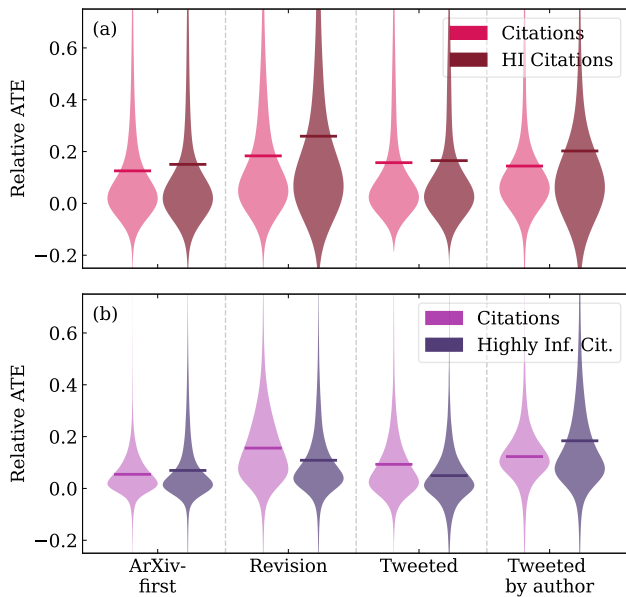 (a)
Citations
HI Citations
Relative ATE
0.6
0.4
0.2
0.0
−0.2
(b)
Citations
Highly Inf. Cit.
Relative ATE
0.6
0.4
0.2
0.0
−0.2
ArXiv-
first
Revision
Tweeted
Tweeted
by author